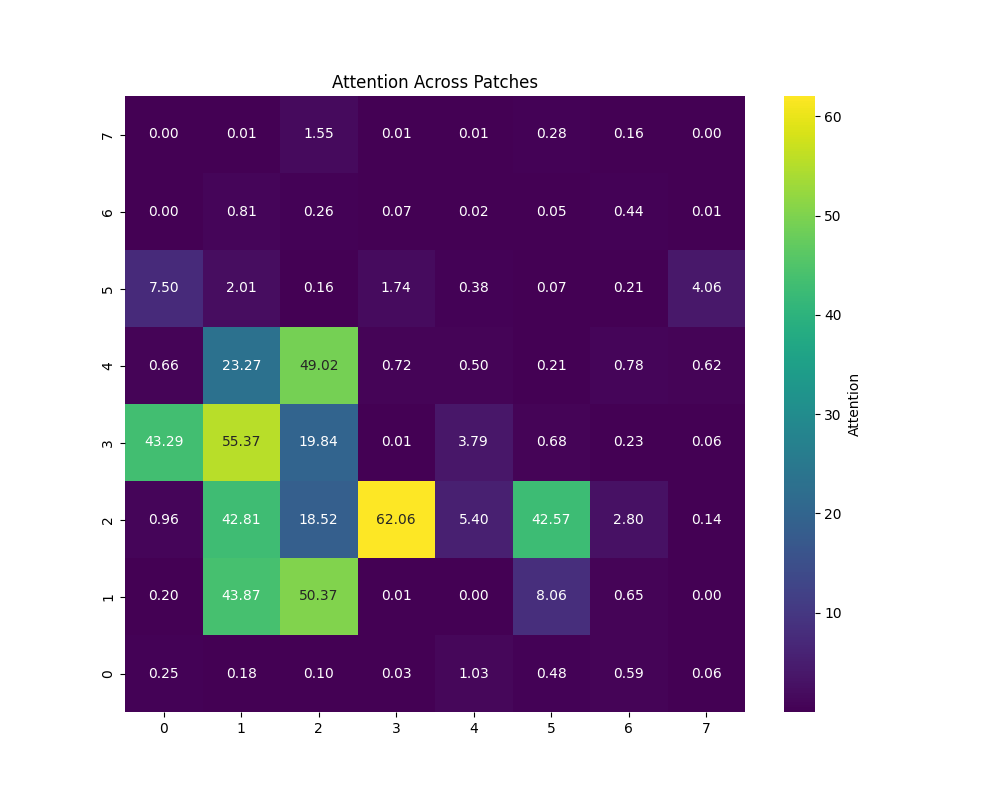 Attention Across Patches
7 0.00 0.01 1.55 0.01 0.01 0.28 0.16 0.00
6 0.00 0.81 0.26 0.07 0.02 0.05 0.44 0.01
5 7.50 2.01 0.16 1.74 0.38 0.07 0.21 4.06
4 0.66 23.27 49.02 0.72 0.50 0.21 0.78 0.62
3 43.29 55.37 19.84 0.01 3.79 0.68 0.23 0.06
2 0.96 42.81 18.52 62.06 5.40 42.57 2.80 0.14
1 0.20 43.87 50.37 0.01 0.00 8.06 0.65 0.00
0 0.25 0.18 0.10 0.03 1.03 0.48 0.59 0.06
0 1 2 3 4 5 6 7
60
50
40
30
20
10
Attention